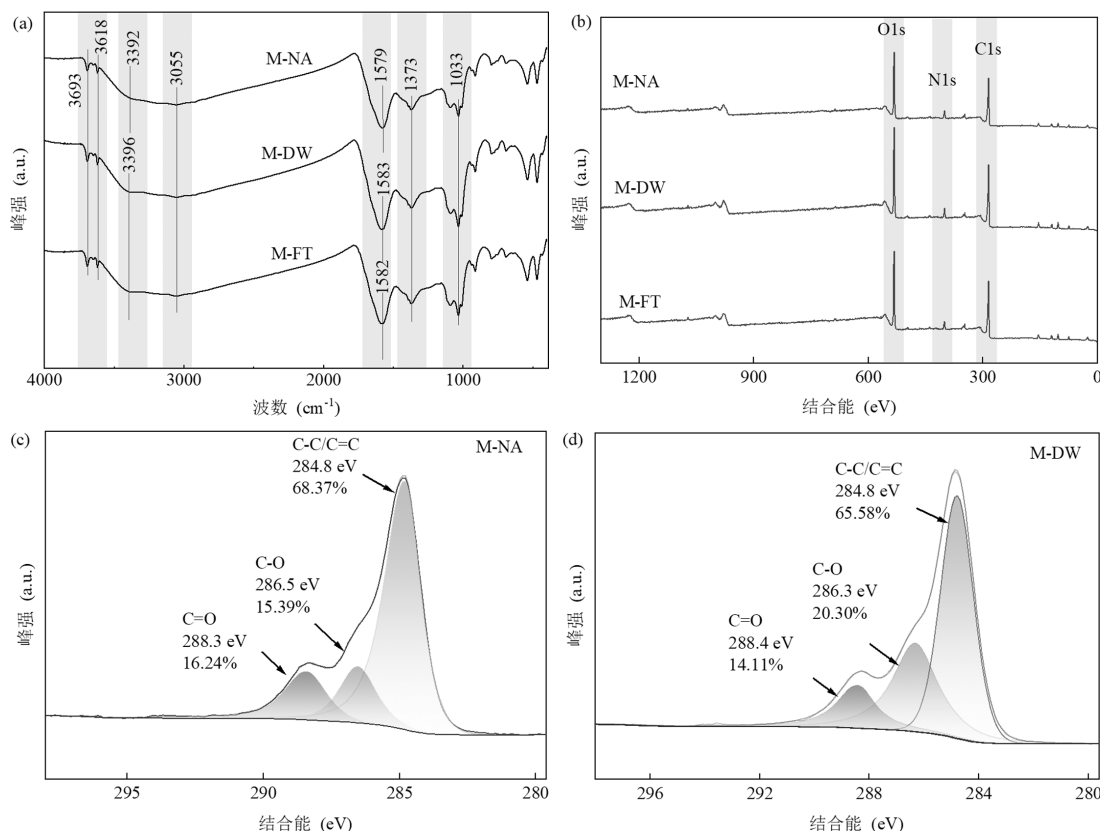 (a)
3693
3618
3392
3055
1579
1373
1033
M-NA
3396
M-DW
1583
M-FT
1582
峰强 (a.u.)
4000
3000
2000
1000
波数 (cm⁻¹)
(b)
O1s
N1s
C1s
M-NA
M-DW
M-FT
峰强 (a.u.)
1200
900
600
300
0
结合能 (eV)
(c)
M-NA
C-C/C=C
284.8 eV
68.37%
C-O
286.5 eV
15.39%
C=O
288.3 eV
16.24%
峰强 (a.u.)
295
290
285
280
结合能 (eV)
(d)
M-DW
C-C/C=C
284.8 eV
65.58%
C-O
286.3 eV
20.30%
C=O
288.4 eV
14.11%
峰强 (a.u.)
296
292
288
284
280
结合能 (eV)